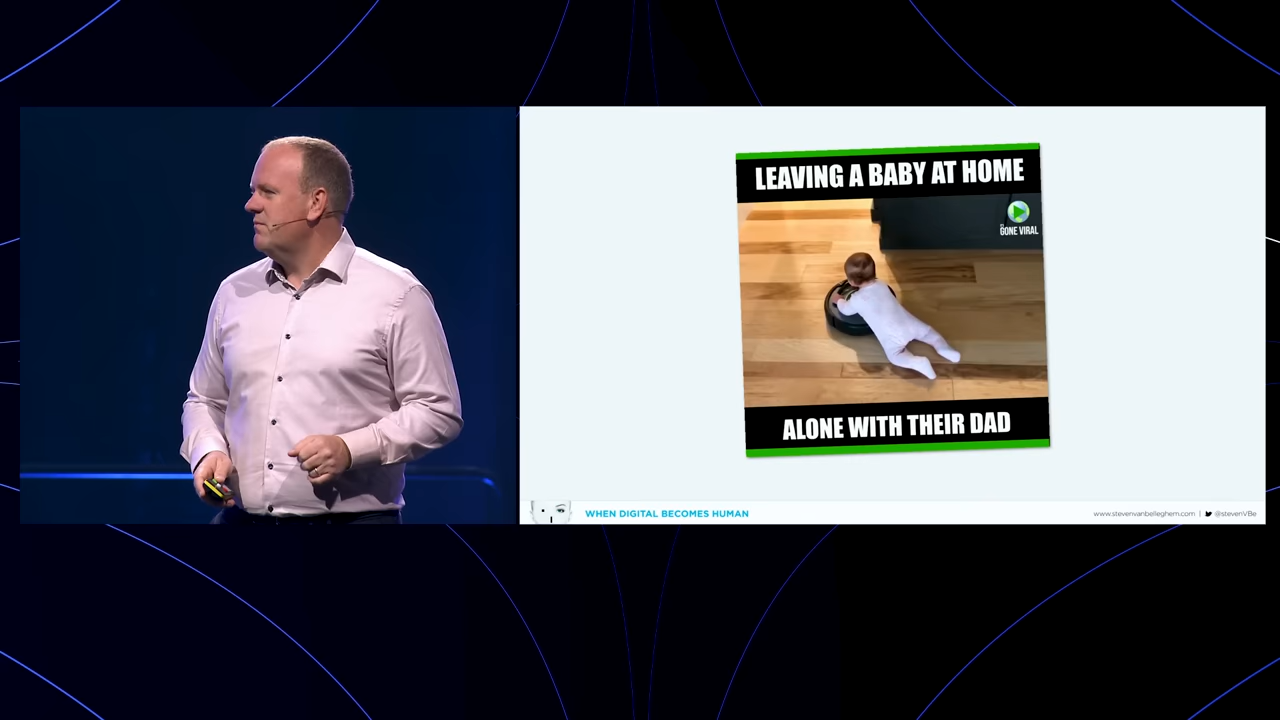 LEAVING A BABY AT HOME
GONE VIRAL
ALONE WITH THEIR DAD
WHEN DIGITAL BECOMES HUMAN
www.stevenvanbelleghem.com | @stevenVBe